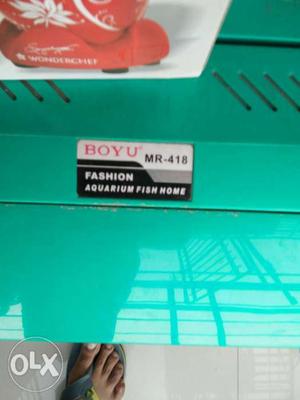 WONDERCHEF
BOYU MR-418
FASHION
AQUARIUM FISH HOME
OLX